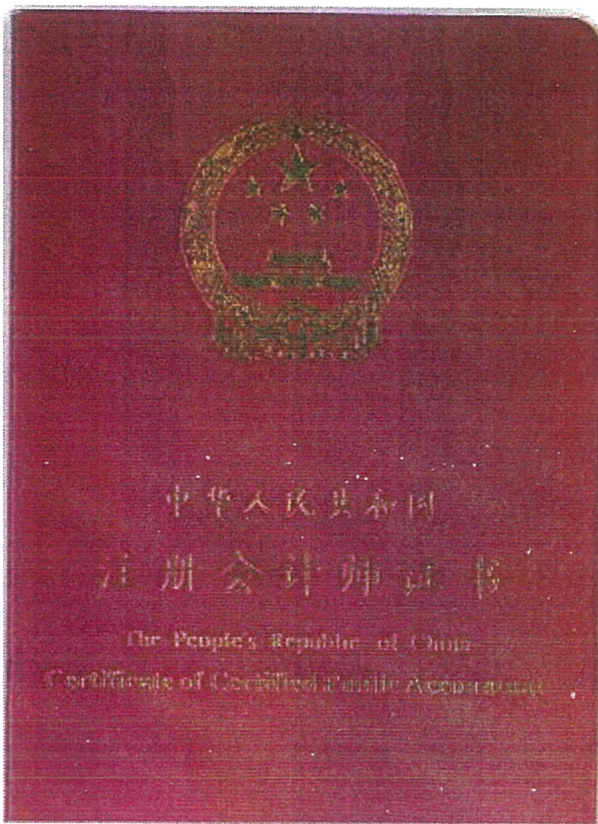 中华人民共和国
注册会计师证书
The People's Republic of China
Certificate of Certified Public Accountant